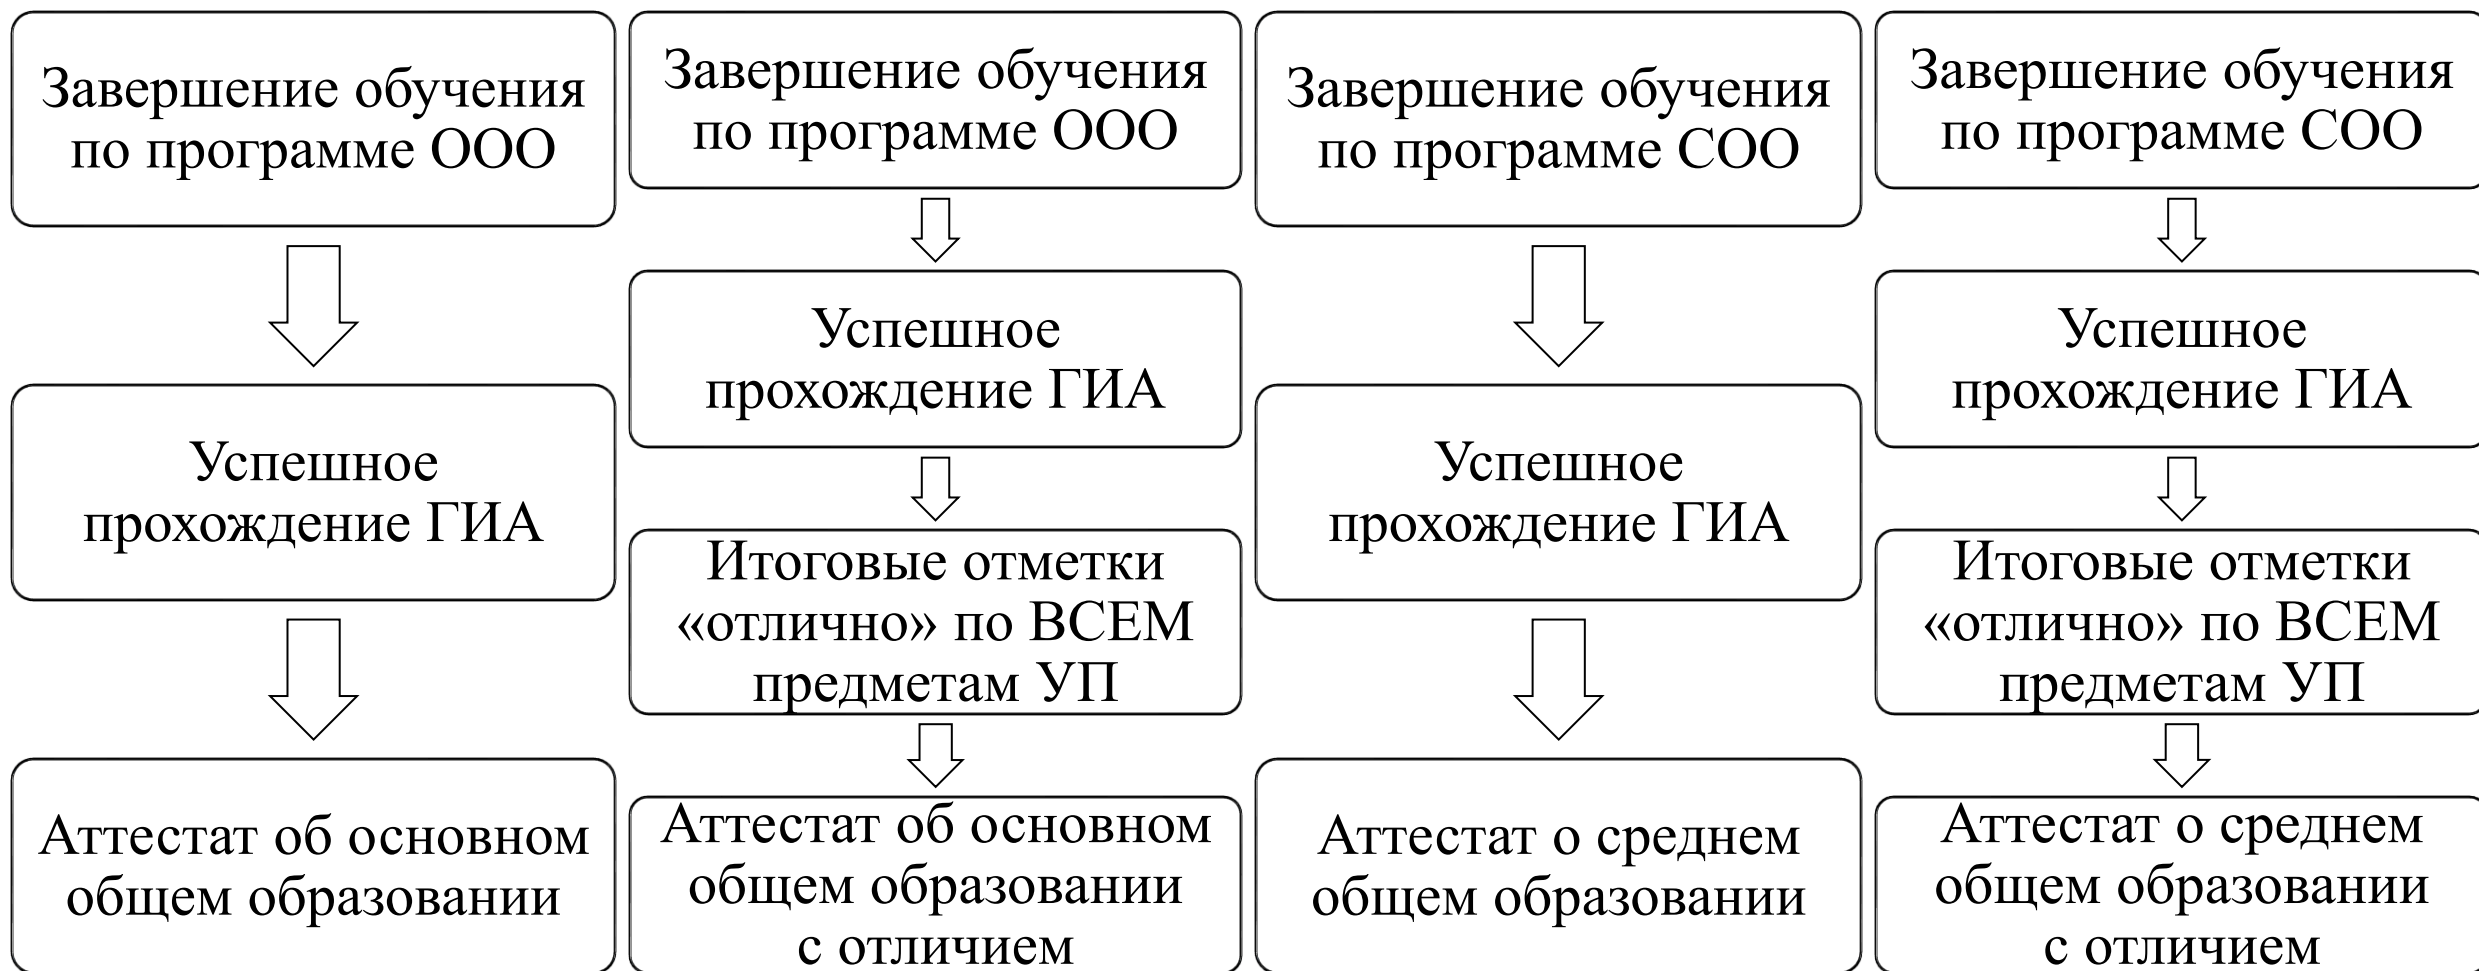 Завершение обучения
по программе ООО
Успешное
прохождение ГИА
Аттестат об основном
общем образовании
Завершение обучения
по программе ООО
Успешное
прохождение ГИА
Итоговые отметки
«отлично» по ВСЕМ
предметам УП
Аттестат об основном
общем образовании
с отличием
Завершение обучения
по программе СОО
Успешное
прохождение ГИА
Аттестат о среднем
общем образовании
Завершение обучения
по программе СОО
Успешное
прохождение ГИА
Итоговые отметки
«отлично» по ВСЕМ
предметам УП
Аттестат о среднем
общем образовании
с отличием